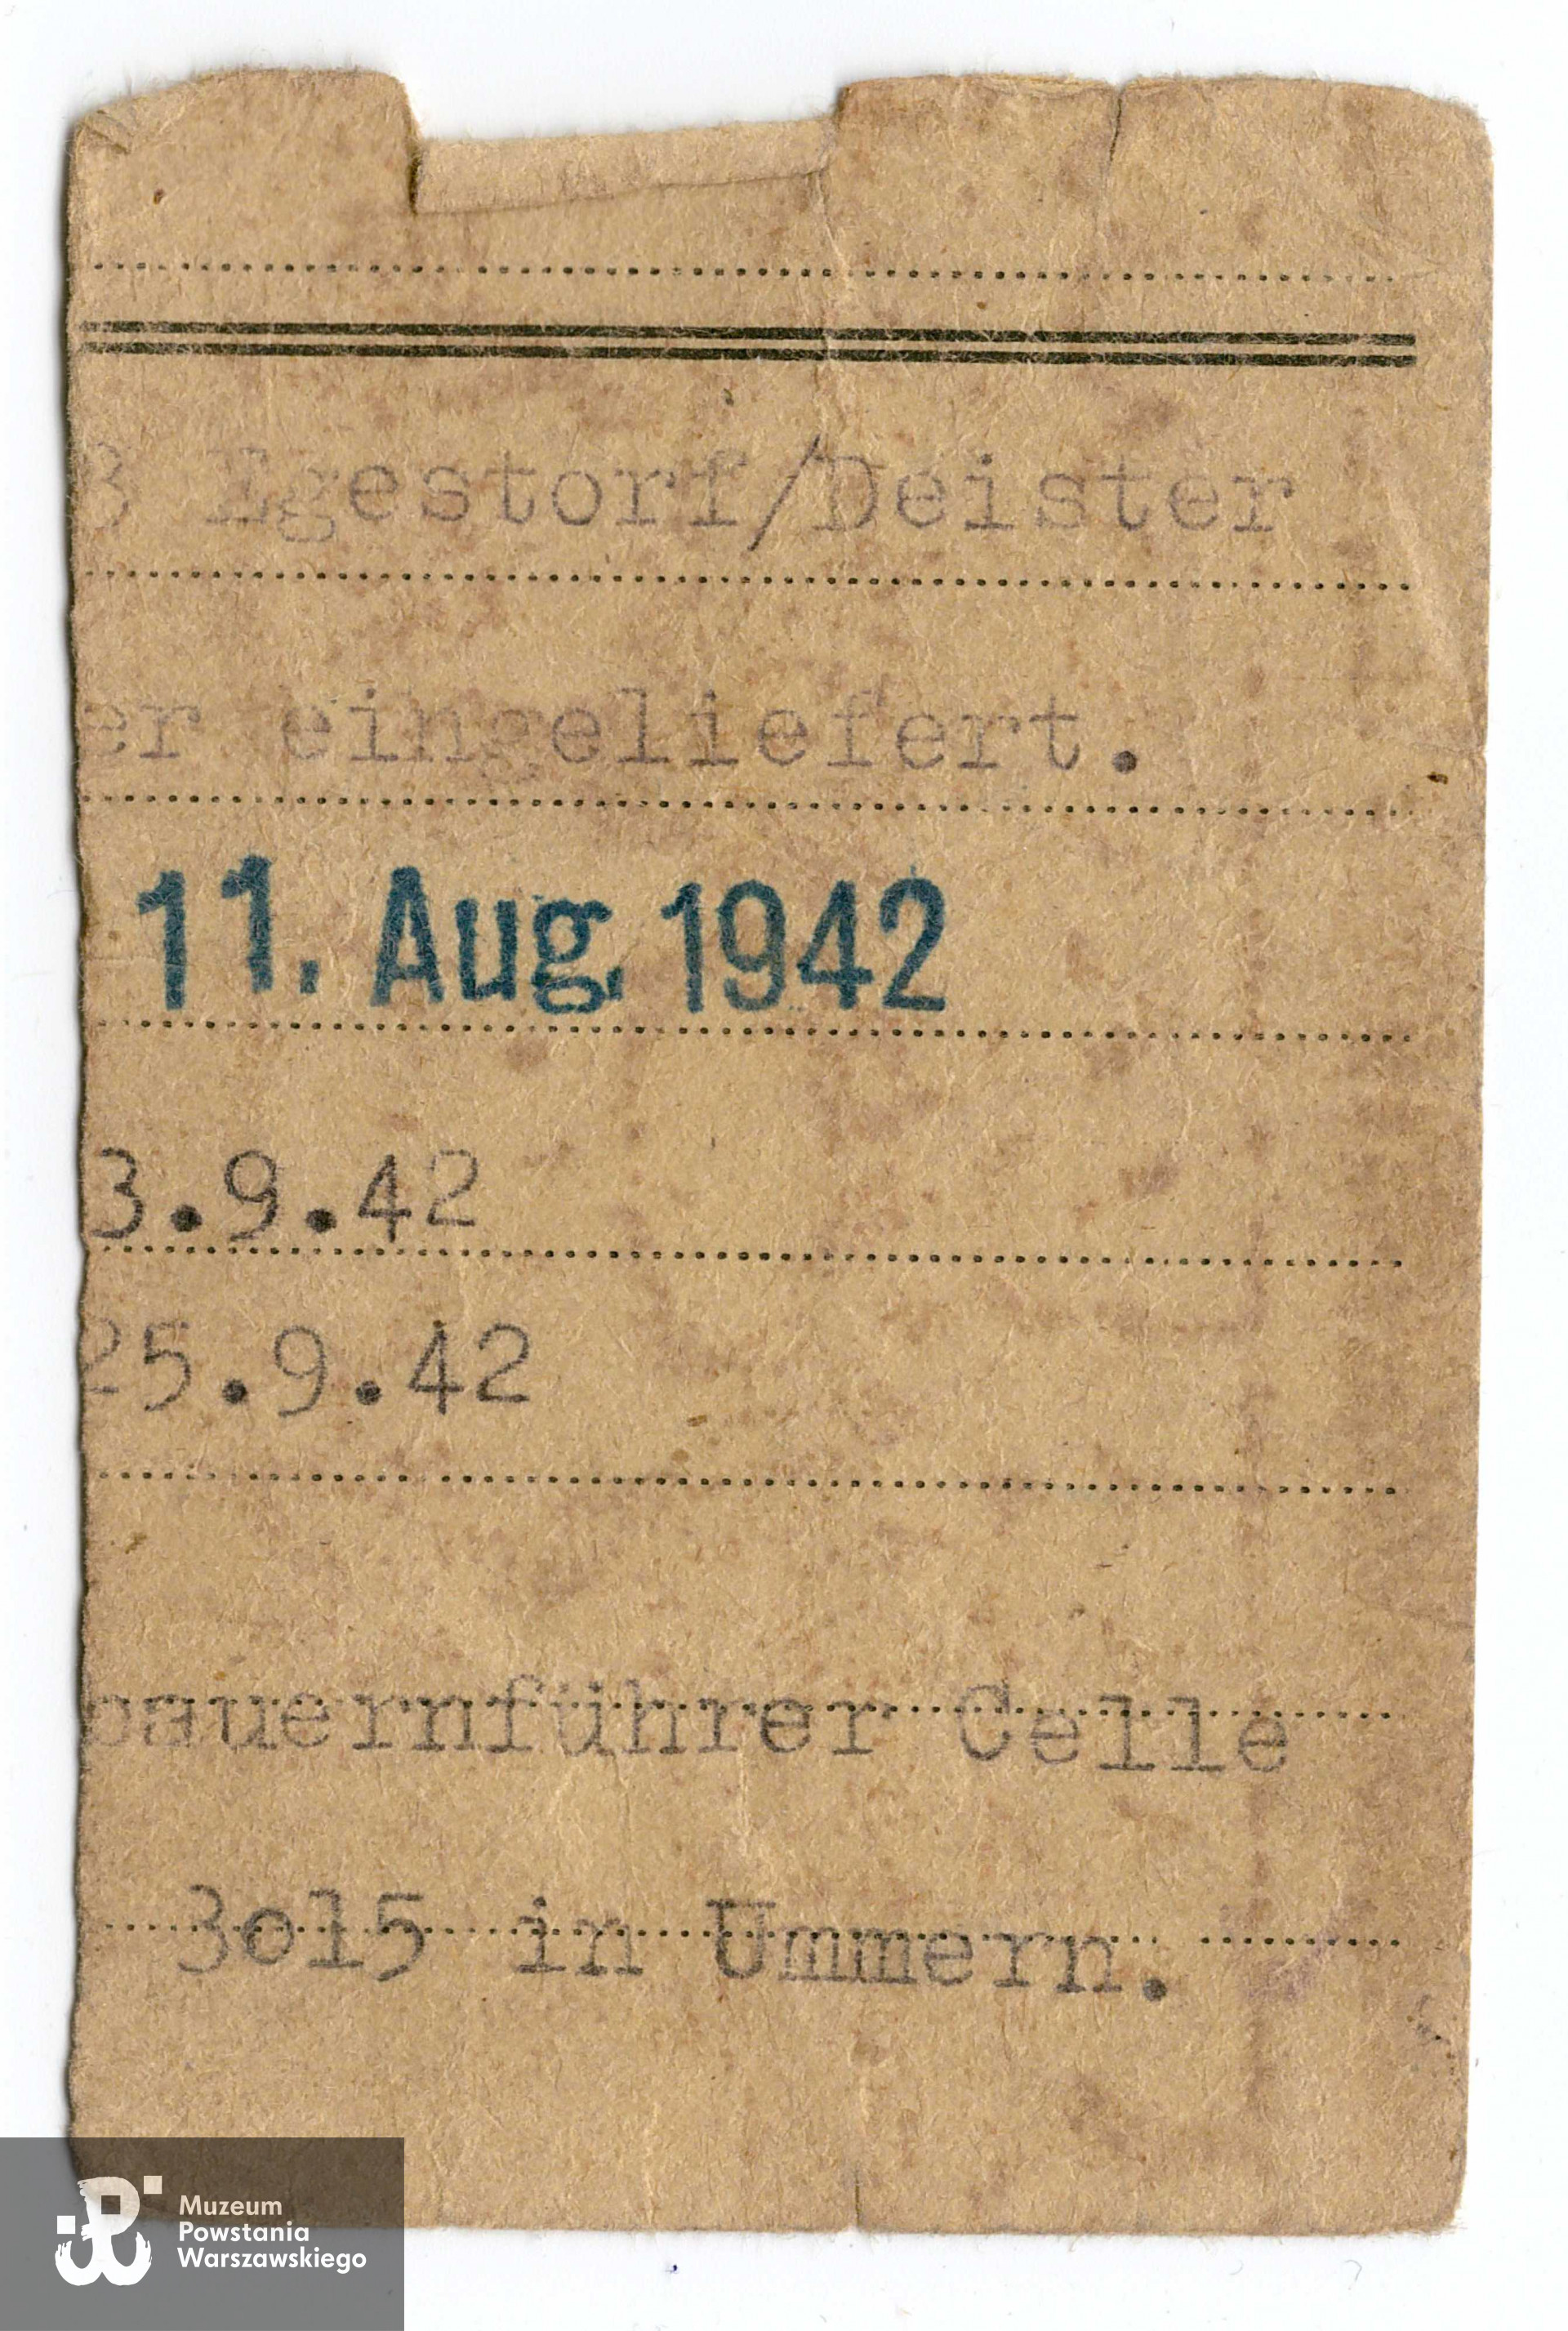 3 Egestorf/Deister
er eingeliefert.
11. Aug. 1942
3.9.42
25.9.42
bauernführer Celle
3o15 in Ummern.
Muzeum
Powstania
Warszawskiego